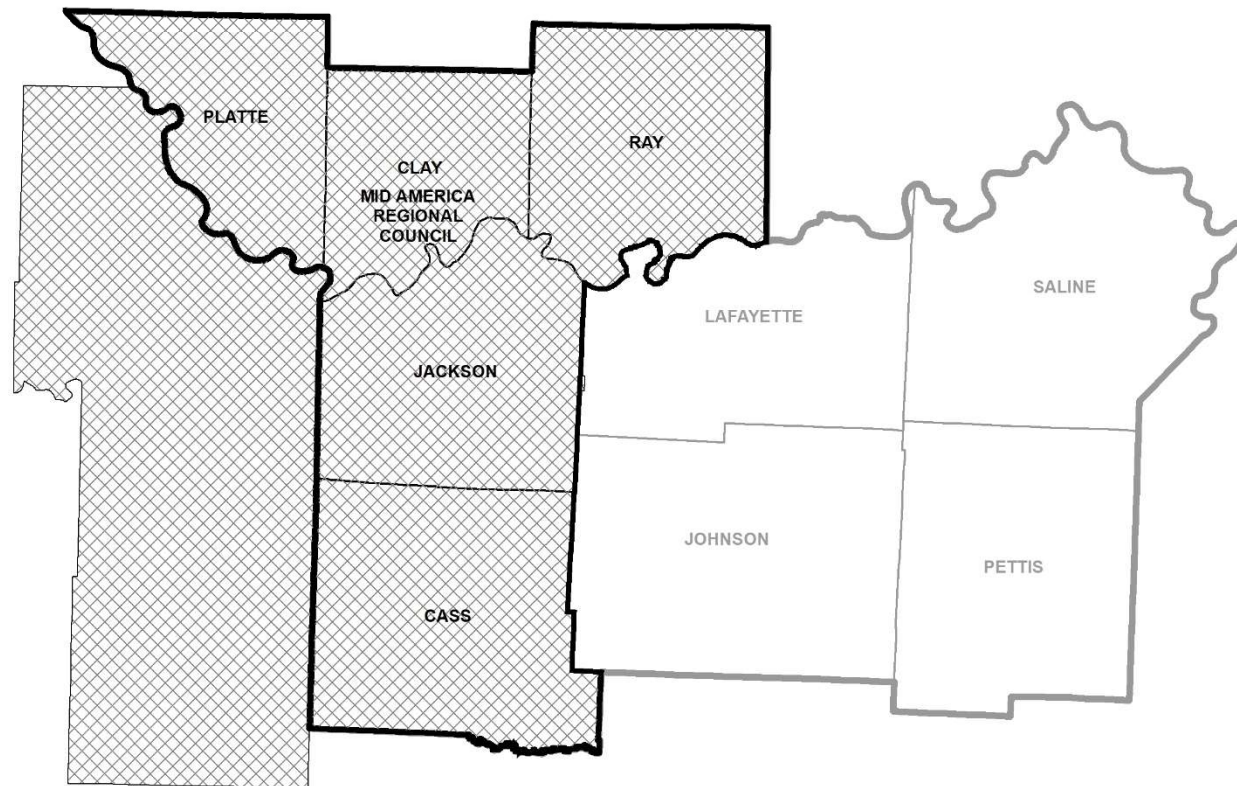 PLATTE
RAY
CLAY
MID AMERICA
REGIONAL
COUNCIL
SALINE
LAFAYETTE
JACKSON
JOHNSON
PETTIS
CASS